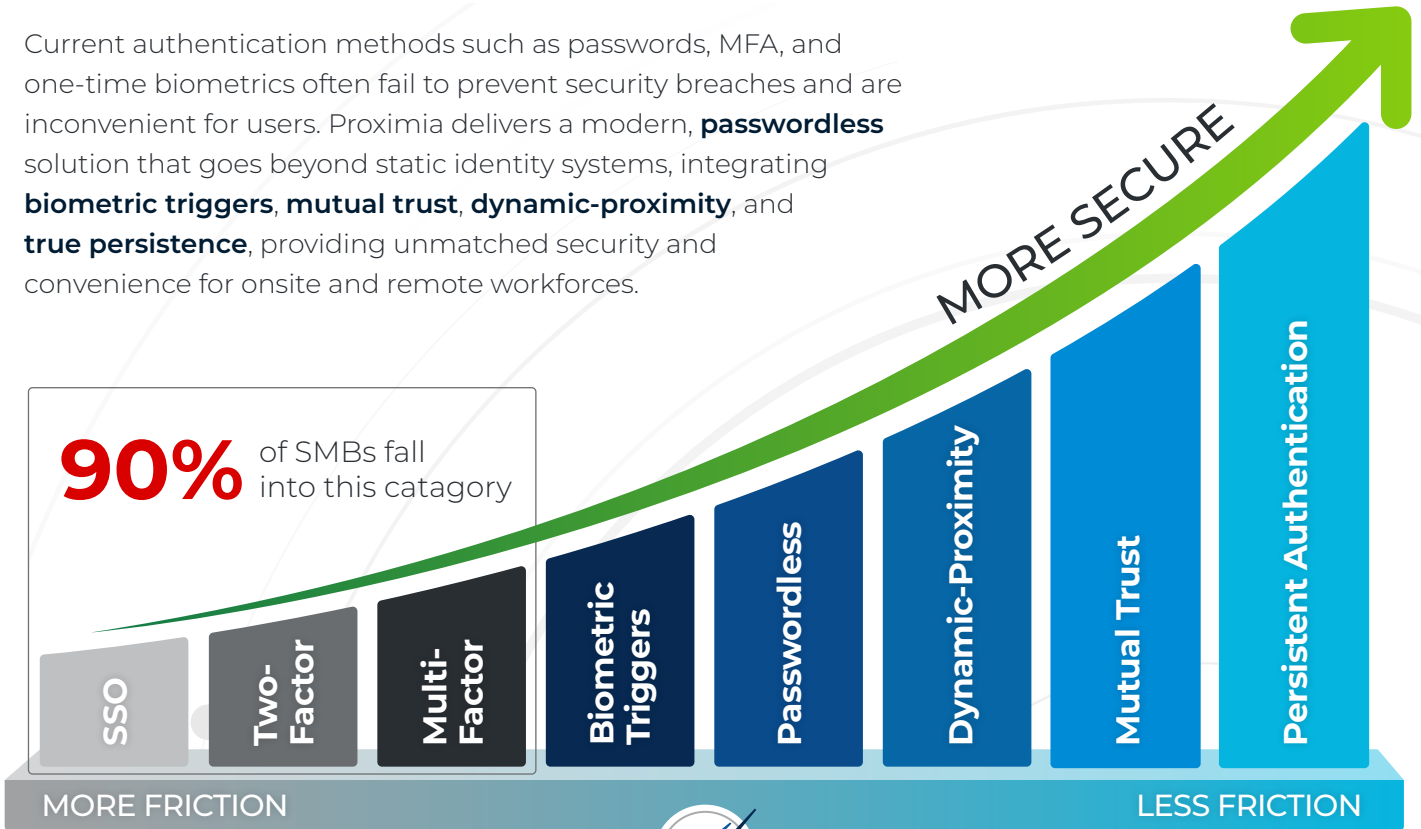 Current authentication methods such as passwords, MFA, and
one-time biometrics often fail to prevent security breaches and are
inconvenient for users. Proximia delivers a modern, passwordless
solution that goes beyond static identity systems, integrating
biometric triggers, mutual trust, dynamic-proximity, and
true persistence, providing unmatched security and
convenience for onsite and remote workforces.
MORE SECURE
90%
of SMBs fall
into this catagory
SSO
Two-
Factor
Multi-
Factor
Biometric
Triggers
Passwordless
Dynamic-Proximity
Mutual Trust
Persistent Authentication
MORE FRICTION
LESS FRICTION